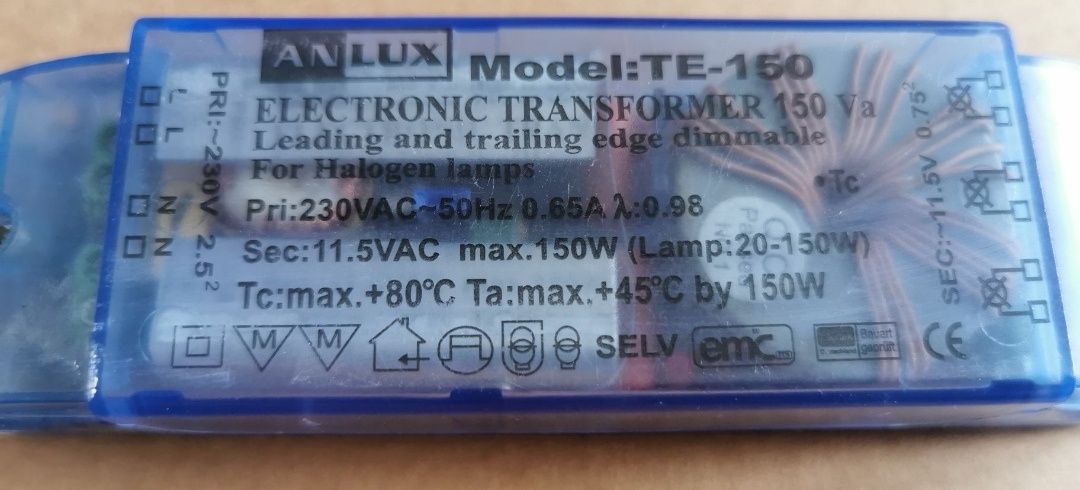 ANLUX Model:TE-150
ELECTRONIC TRANSFORMER 150 Va
Leading and trailing edge dimmable
For Halogen lamps
Pri:230VAC~50Hz 0.65A λ:0.98
Sec:11.5VAC max.150W (Lamp:20-150W)
Tc:max.+80℃ Ta:max.+45℃ by 150W
M M SELV emc CE
Bauart
geprüft
L
L
N
N
PRI:~230V 2.5²
•Tc
SEC:~11.5V 0.75²